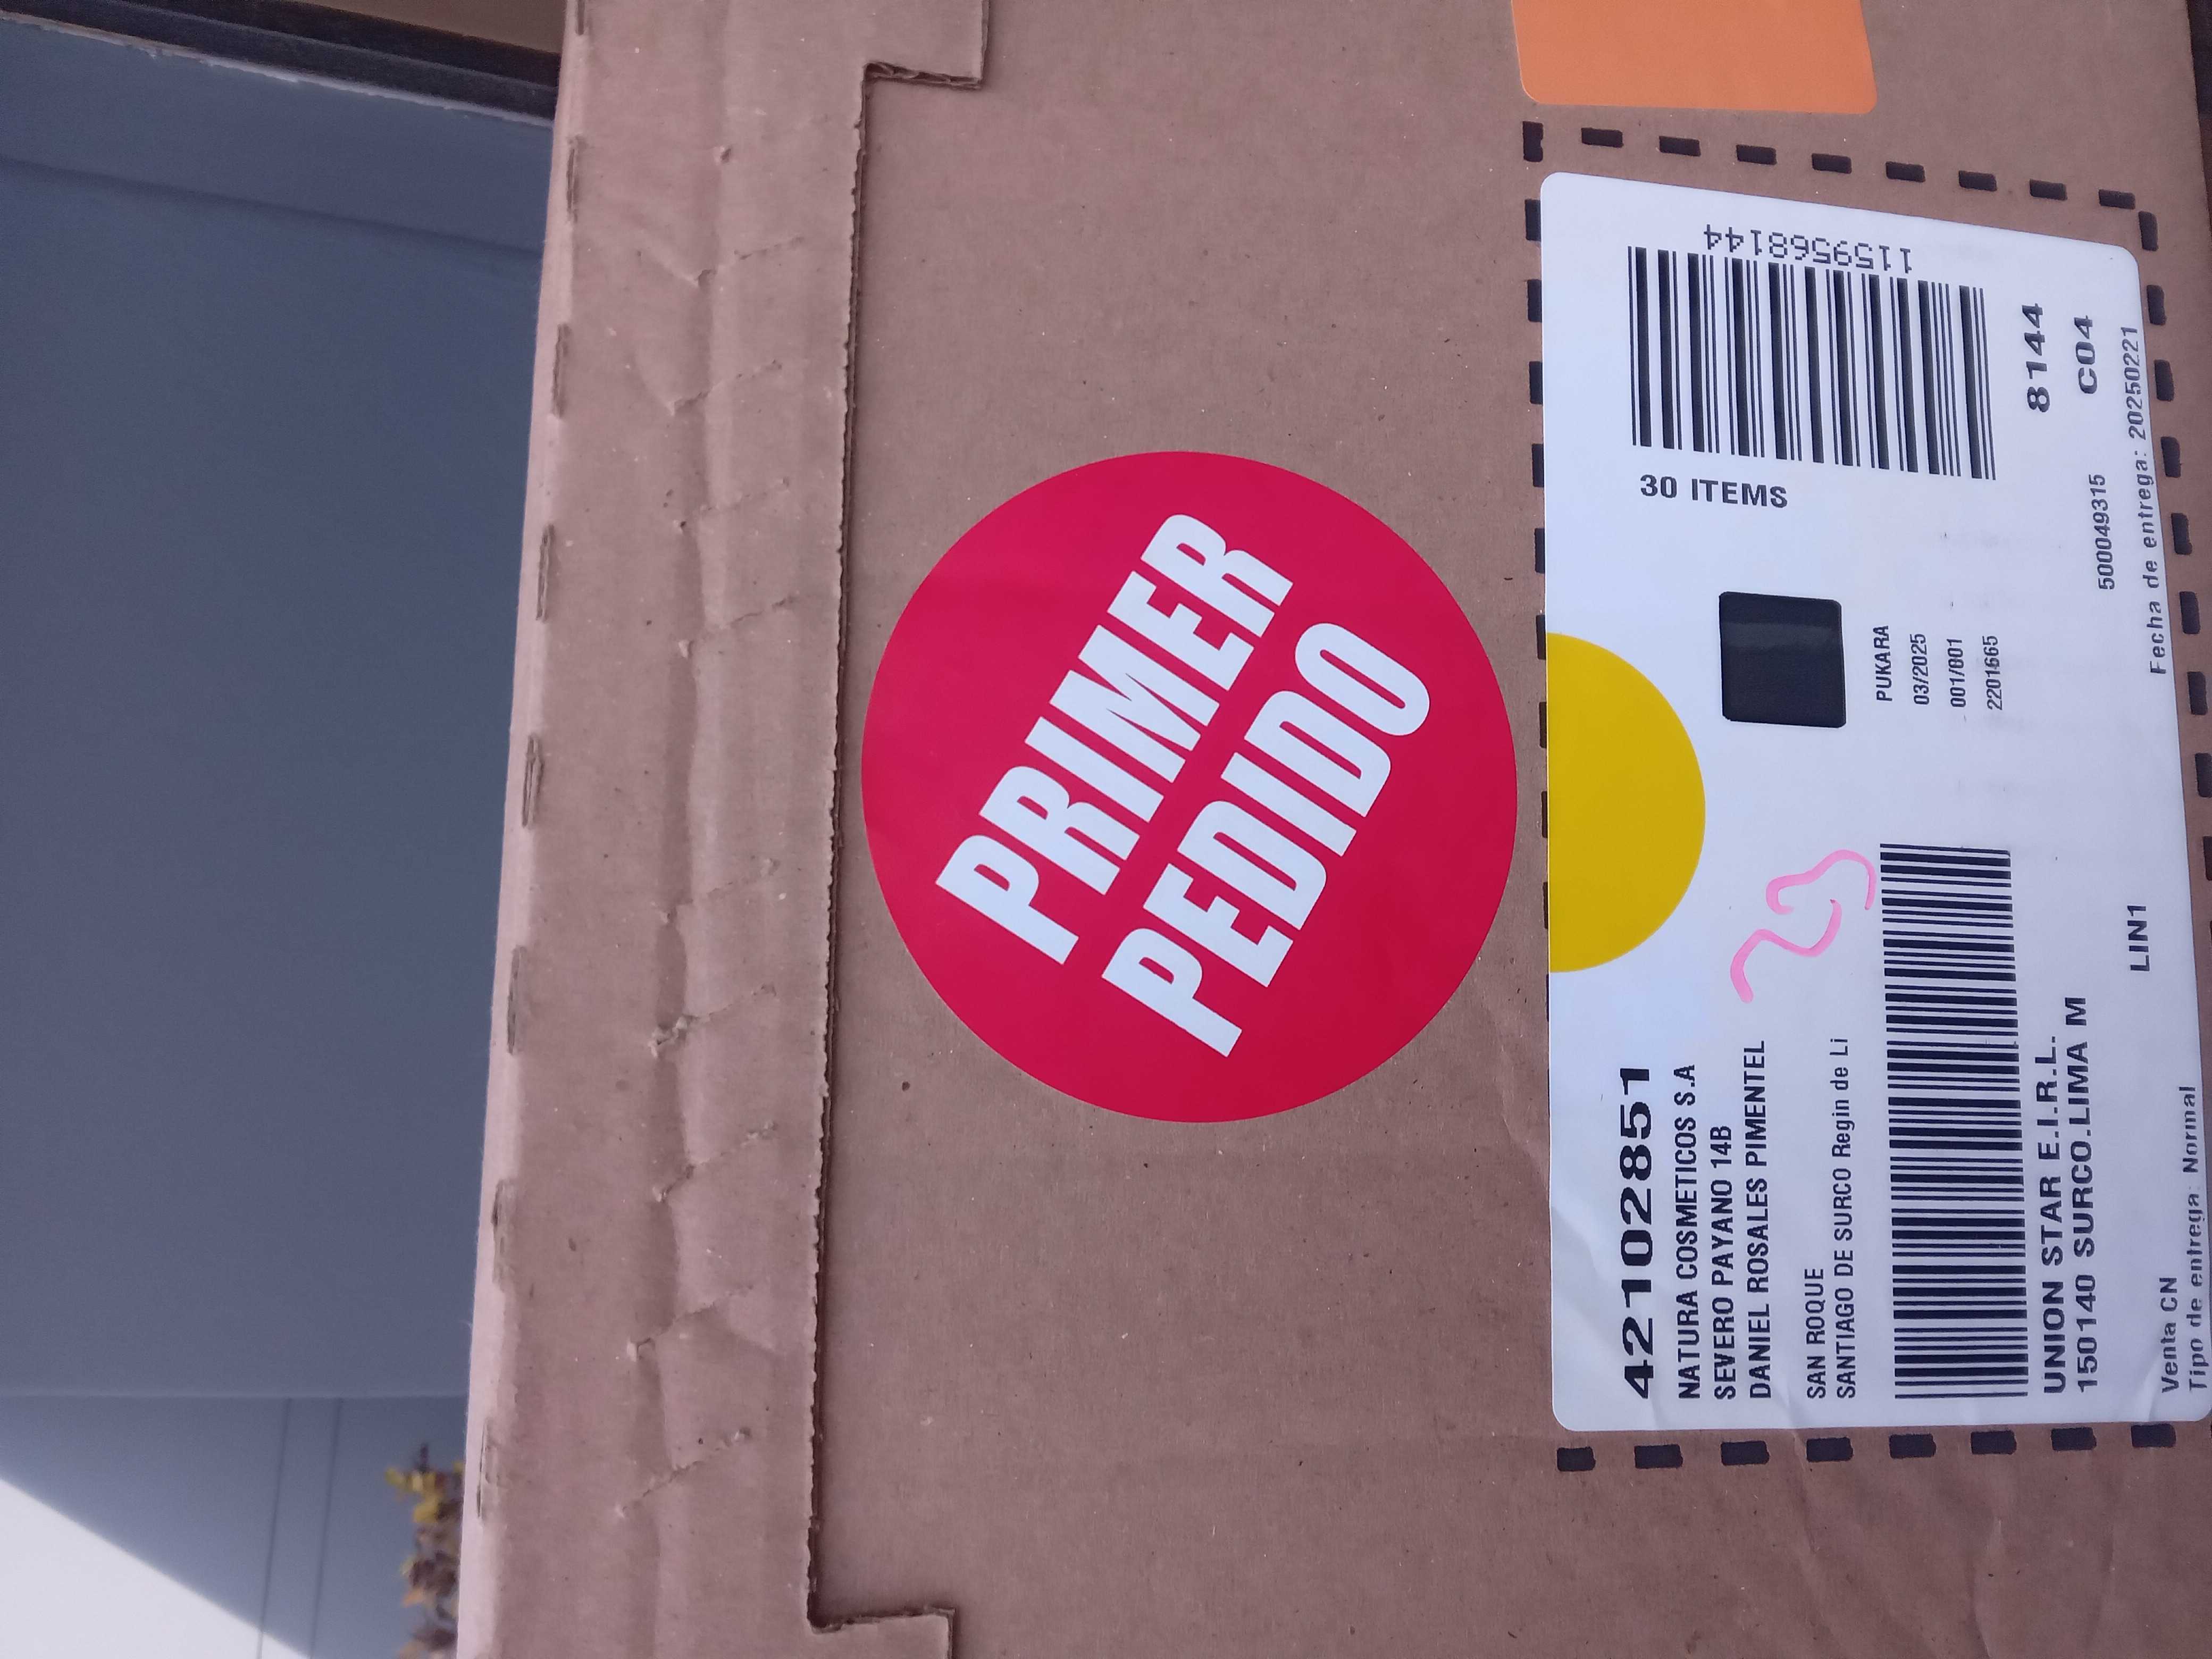 PRIMER
PEDIDO
42102851
NATURA COSMETICOS S.A
SEVERO PAYANO 14B
DANIEL ROSALES PIMENTEL
SAN ROQUE
SANTIAGO DE SURCO Regin de Li
UNION STAR E.I.R.L.
150140 SURCO.LIMA M
LIN1
Venta CN
Tipo de entrega: Normal
23
PUKARA
03/2025
001/001
2201665
30 ITEMS
1159568144
8144
C04
500049315
Fecha de entrega: 20250221